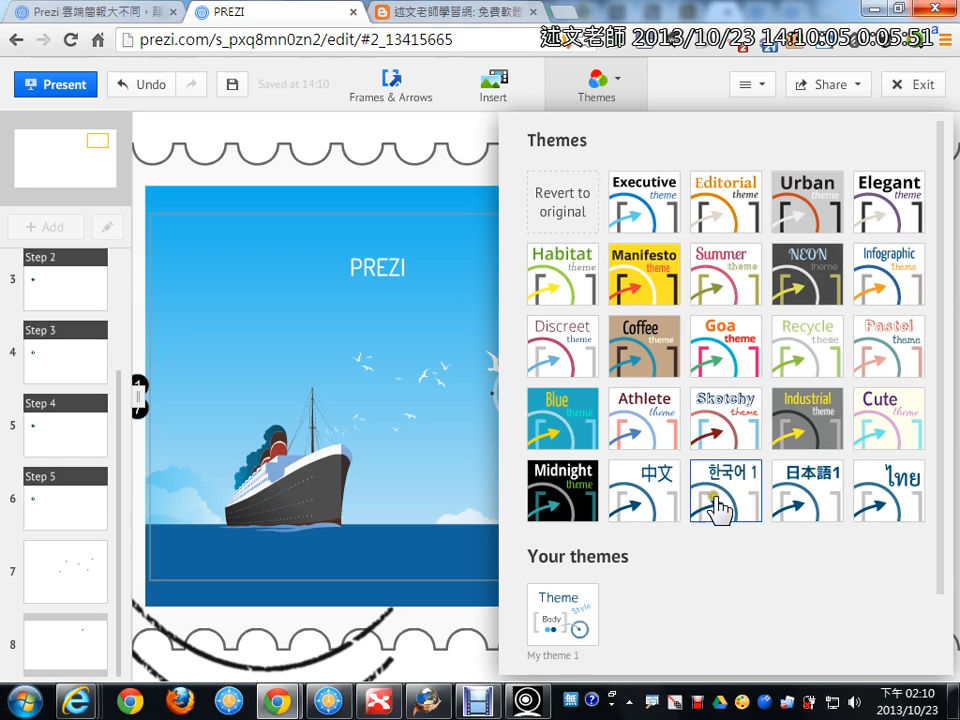 Prezi 雲端簡報大不同，顛
PREZI
述文老師學習網: 免費軟體
prezi.com/s_pxq8mn0zn2/edit/#2_13415665
述文老師 2013/10/23 14:10:05 0:05:51
Present
Undo
Saved at 14:10
Frames & Arrows
Insert
Themes
Share
Exit
Add
Step 2
3
Step 3
4
Step 4
5
Step 5
6
7
8
PREZI
Themes
Revert to
original
Executive
theme
Editorial
theme
Urban
theme
Elegant
theme
Habitat
theme
Manifesto
theme
Summer
theme
NEON
theme
Infographic
theme
Discreet
theme
Coffee
theme
Goa
theme
Recycle
theme
Pastel
theme
Blue
theme
Athlete
theme
Sketchy
theme
Industrial
theme
Cute
theme
Midnight
theme
中文
한국어 1
日本語1
ไทย
Your themes
Theme
Style
Body
My theme 1
下午 02:10
2013/10/23